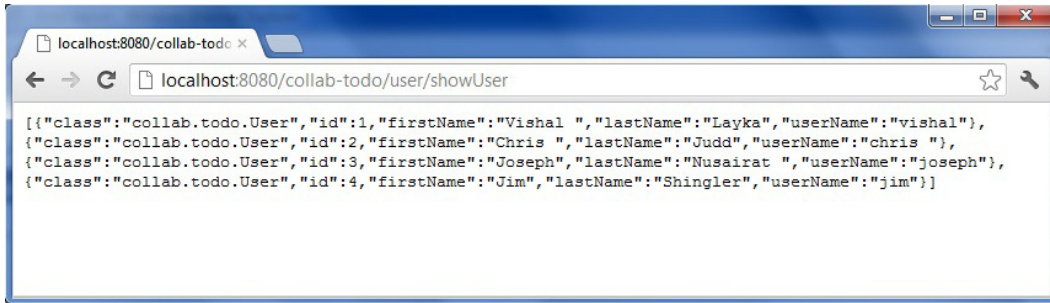 localhost:8080/collab-todo
localhost:8080/collab-todo/user/showUser
[{"class":"collab.todo.User","id":1,"firstName":"Vishal ","lastName":"Layka","userName":"vishal"},
{"class":"collab.todo.User","id":2,"firstName":"Chris ","lastName":"Judd","userName":"chris "},
{"class":"collab.todo.User","id":3,"firstName":"Joseph","lastName":"Nusairat ","userName":"joseph"},
{"class":"collab.todo.User","id":4,"firstName":"Jim","lastName":"Shingler","userName":"jim"}]